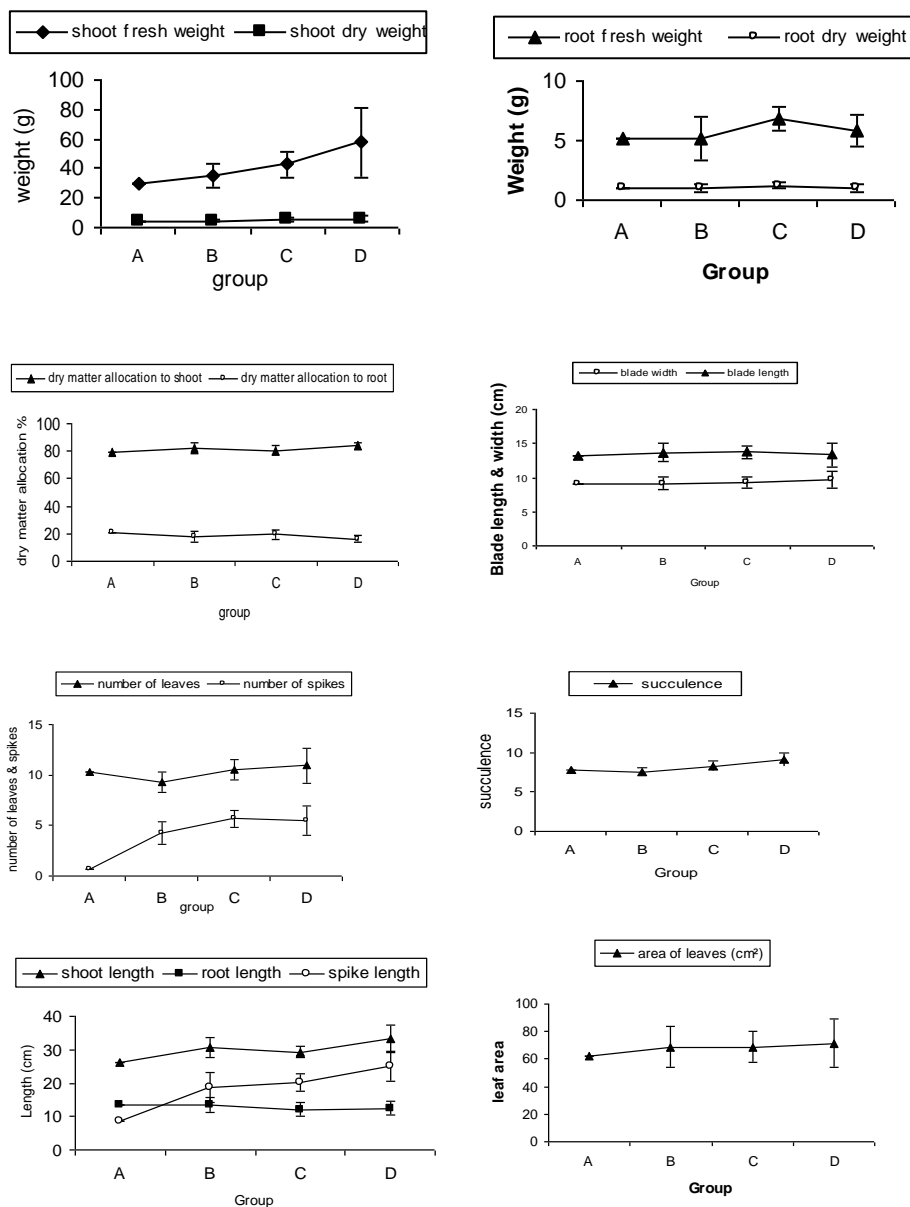 shoot fresh weight shoot dry weight
100
80
60
40
20
0
weight (g)
A B C D
group
root fresh weight root dry weight
10
5
0
Weight (g)
A B C D
Group
dry matter allocation to shoot dry matter allocation to root
100
80
60
40
20
0
dry matter allocation %
A B C D
group
blade width blade length
20
15
10
5
0
Blade length & width (cm)
A B C D
Group
number of leaves number of spikes
15
10
5
0
number of leaves & spikes
A B C D
group
succulence
15
10
5
0
succulence
A B C D
Group
shoot length root length spike length
40
30
20
10
0
Length (cm)
A B C D
Group
area of leaves (cm²)
100
80
60
40
20
0
leaf area
A B C D
Group